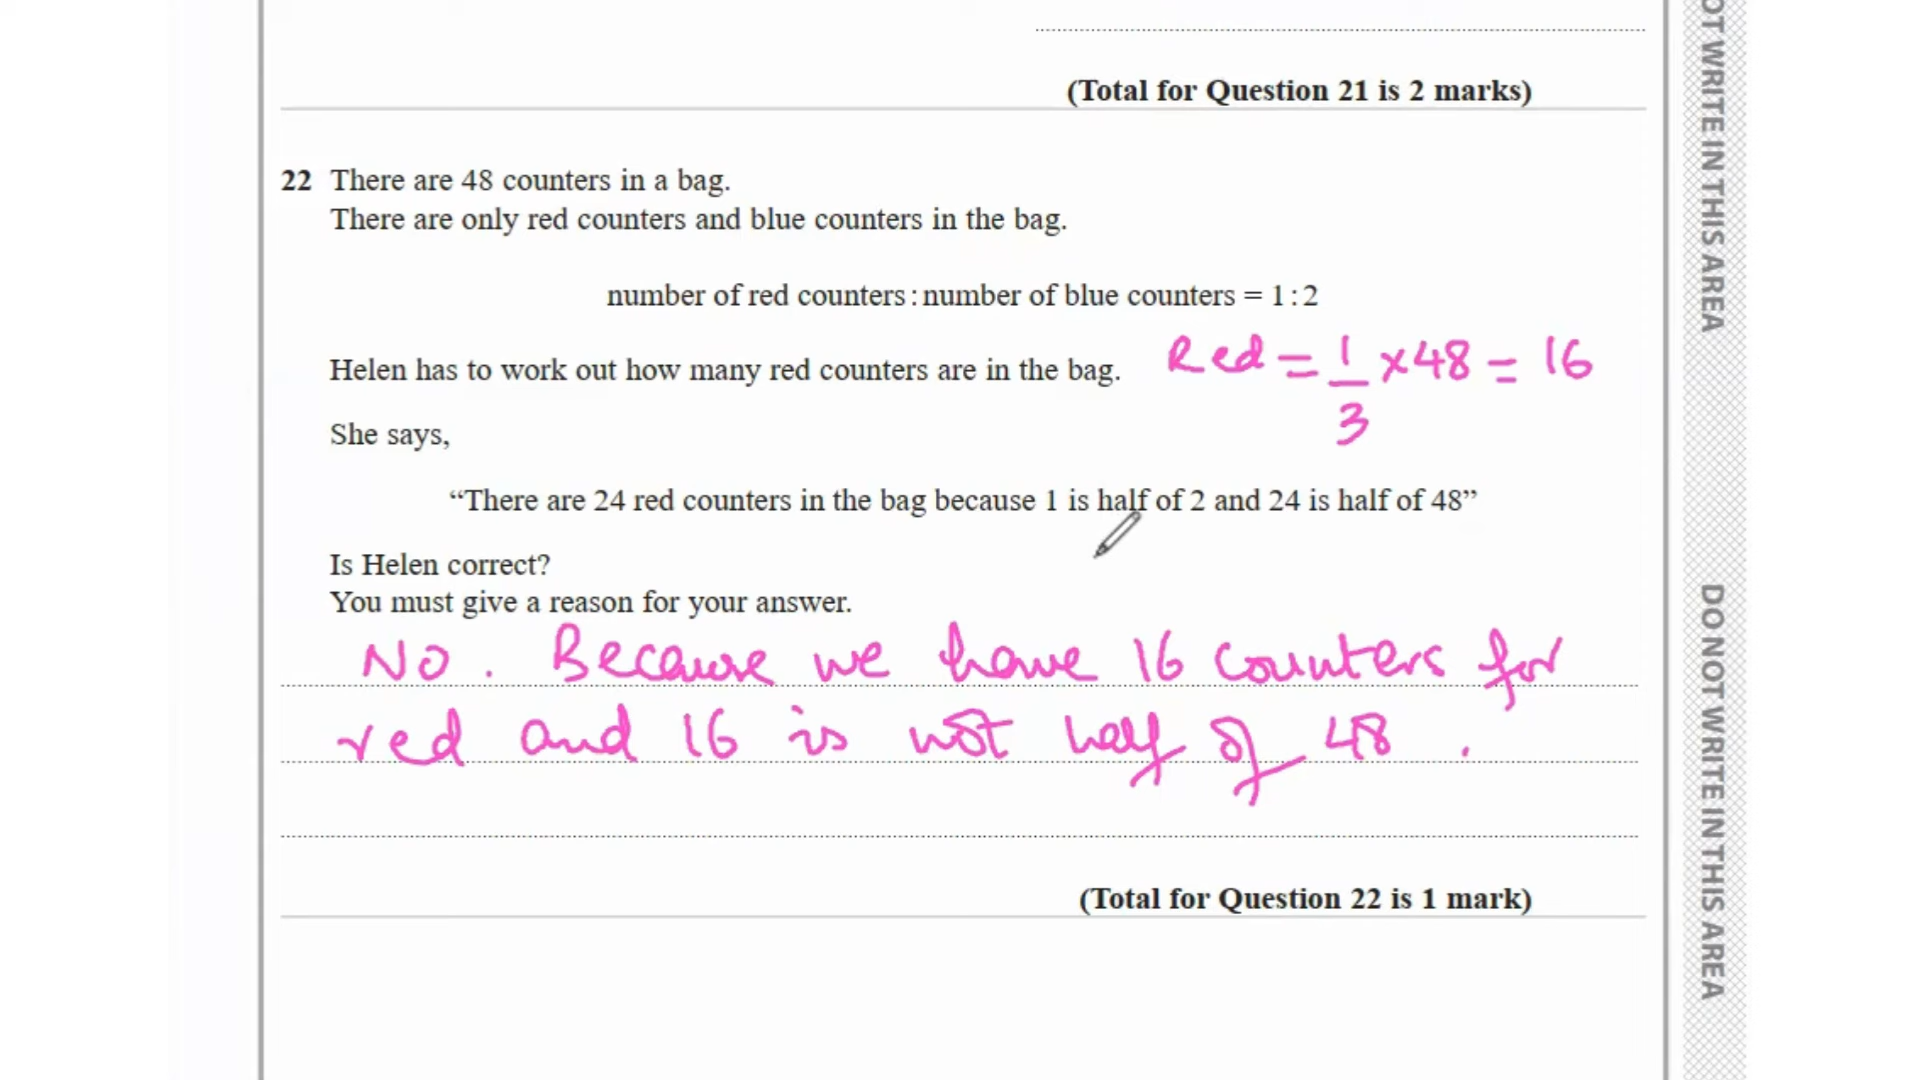 (Total for Question 21 is 2 marks)
22 There are 48 counters in a bag.
There are only red counters and blue counters in the bag.
number of red counters : number of blue counters = 1 : 2
Helen has to work out how many red counters are in the bag.
Red = 1/3 × 48 = 16
She says,
“There are 24 red counters in the bag because 1 is half of 2 and 24 is half of 48”
Is Helen correct?
You must give a reason for your answer.
No. Because we have 16 counters for
red and 16 is not half of 48.
(Total for Question 22 is 1 mark)
OT WRITE IN THIS AREA
DO NOT WRITE IN THIS AREA